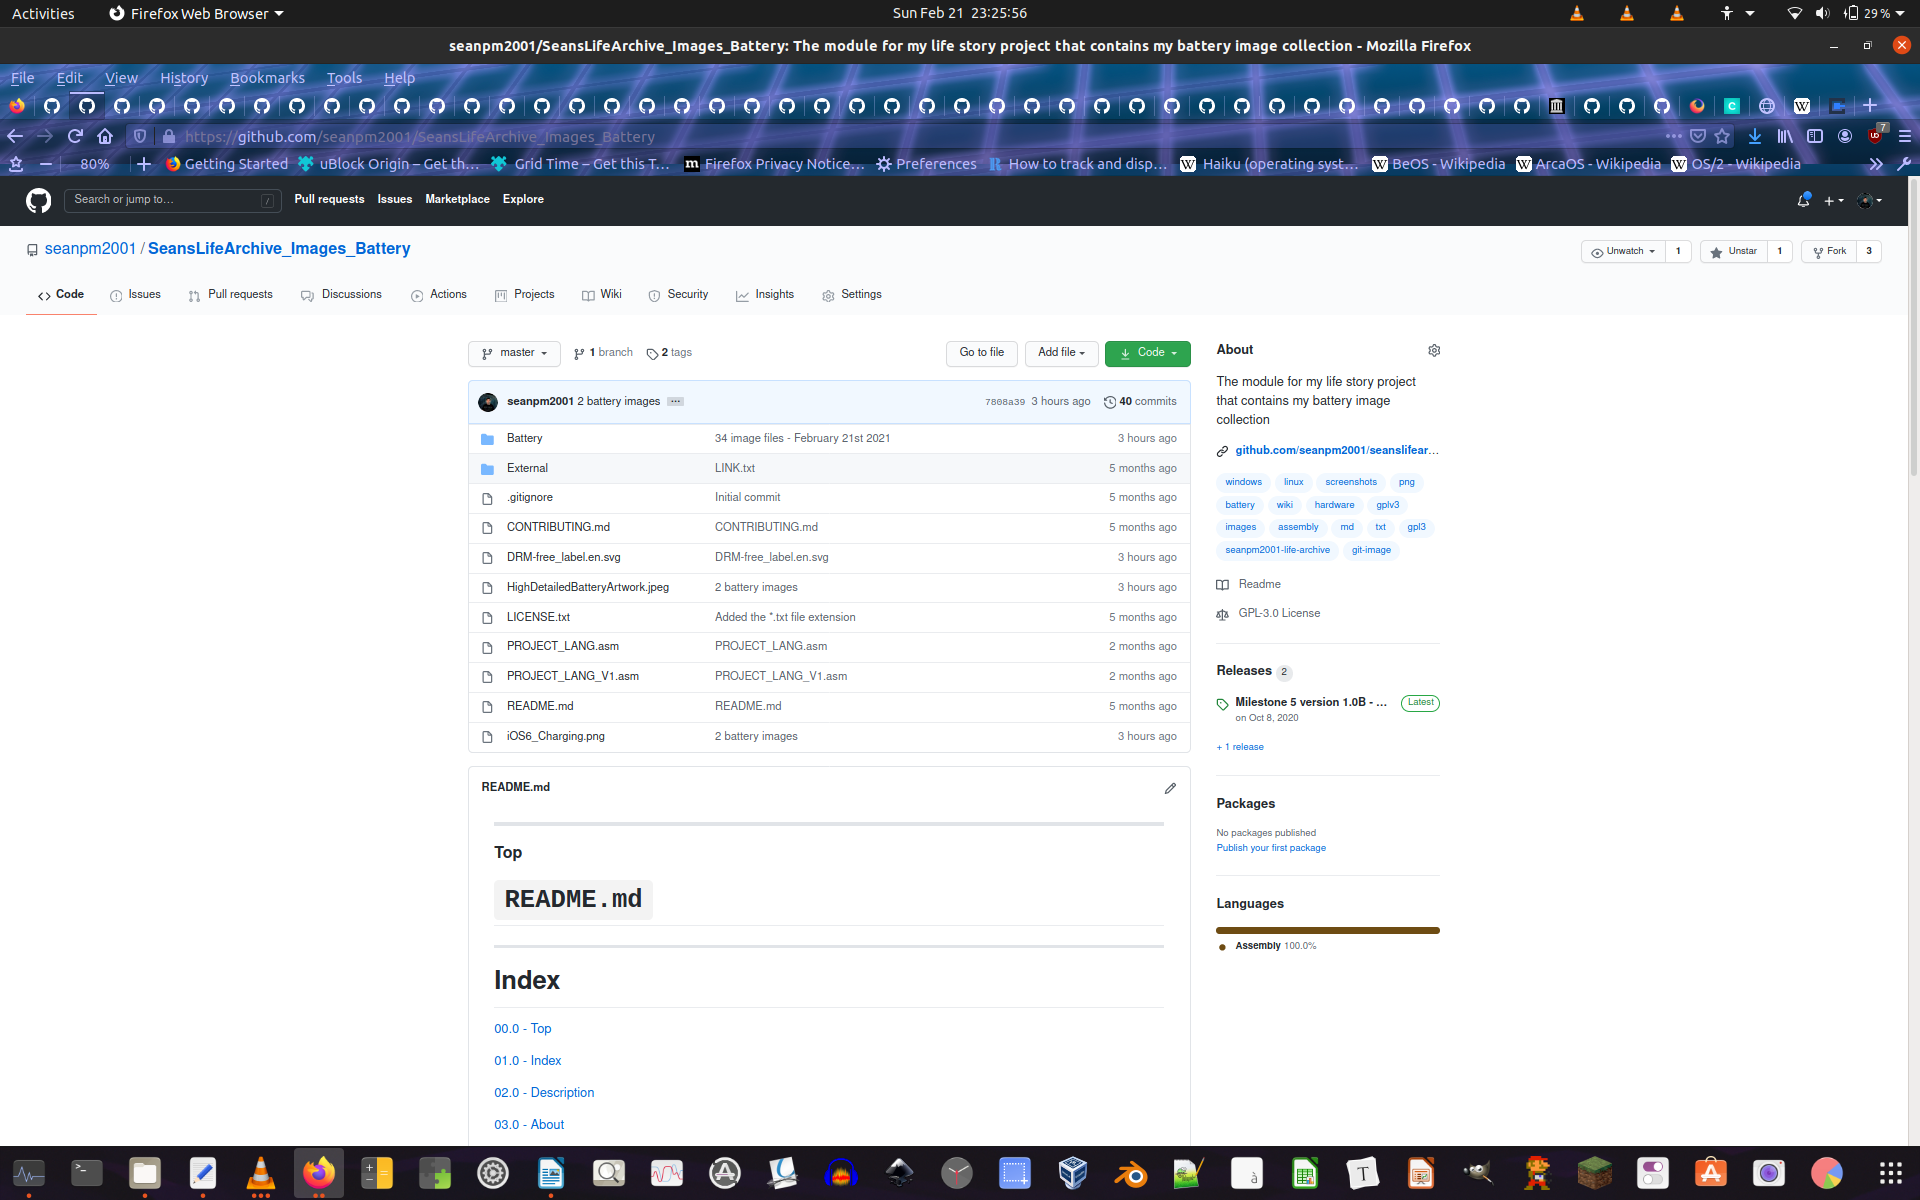 Activities Firefox Web Browser Sun Feb 21 23:25:56 29 %
seanpm2001/SeansLifeArchive_Images_Battery: The module for my life story project that contains my battery image collection - Mozilla Firefox
File Edit View History Bookmarks Tools Help
https://github.com/seanpm2001/SeansLifeArchive_Images_Battery 7
80% Getting Started uBlock Origin – Get th… Grid Time – Get this T… Firefox Privacy Notice… Preferences How to track and disp… Haiku (operating syst… BeOS - Wikipedia ArcaOS - Wikipedia OS/2 - Wikipedia
Search or jump to… / Pull requests Issues Marketplace Explore
seanpm2001 / SeansLifeArchive_Images_Battery Unwatch 1 Unstar 1 Fork 3
Code Issues Pull requests Discussions Actions Projects Wiki Security Insights Settings
master 1 branch 2 tags Go to file Add file Code
seanpm2001 2 battery images ... 7808a39 3 hours ago 40 commits
Battery 34 image files - February 21st 2021 3 hours ago
External LINK.txt 5 months ago
.gitignore Initial commit 5 months ago
CONTRIBUTING.md CONTRIBUTING.md 5 months ago
DRM-free_label.en.svg DRM-free_label.en.svg 3 hours ago
HighDetailedBatteryArtwork.jpeg 2 battery images 3 hours ago
LICENSE.txt Added the *.txt file extension 5 months ago
PROJECT_LANG.asm PROJECT_LANG.asm 2 months ago
PROJECT_LANG_V1.asm PROJECT_LANG_V1.asm 2 months ago
README.md README.md 5 months ago
iOS6_Charging.png 2 battery images 3 hours ago
README.md
Top
README.md
Index
00.0 - Top
01.0 - Index
02.0 - Description
03.0 - About
About
The module for my life story project
that contains my battery image
collection
github.com/seanpm2001/seanslifear...
windows linux screenshots png
battery wiki hardware gplv3
images assembly md txt gpl3
seanpm2001-life-archive git-image
Readme
GPL-3.0 License
Releases 2
Milestone 5 version 1.0B - ... Latest
on Oct 8, 2020
+ 1 release
Packages
No packages published
Publish your first package
Languages
Assembly 100.0%